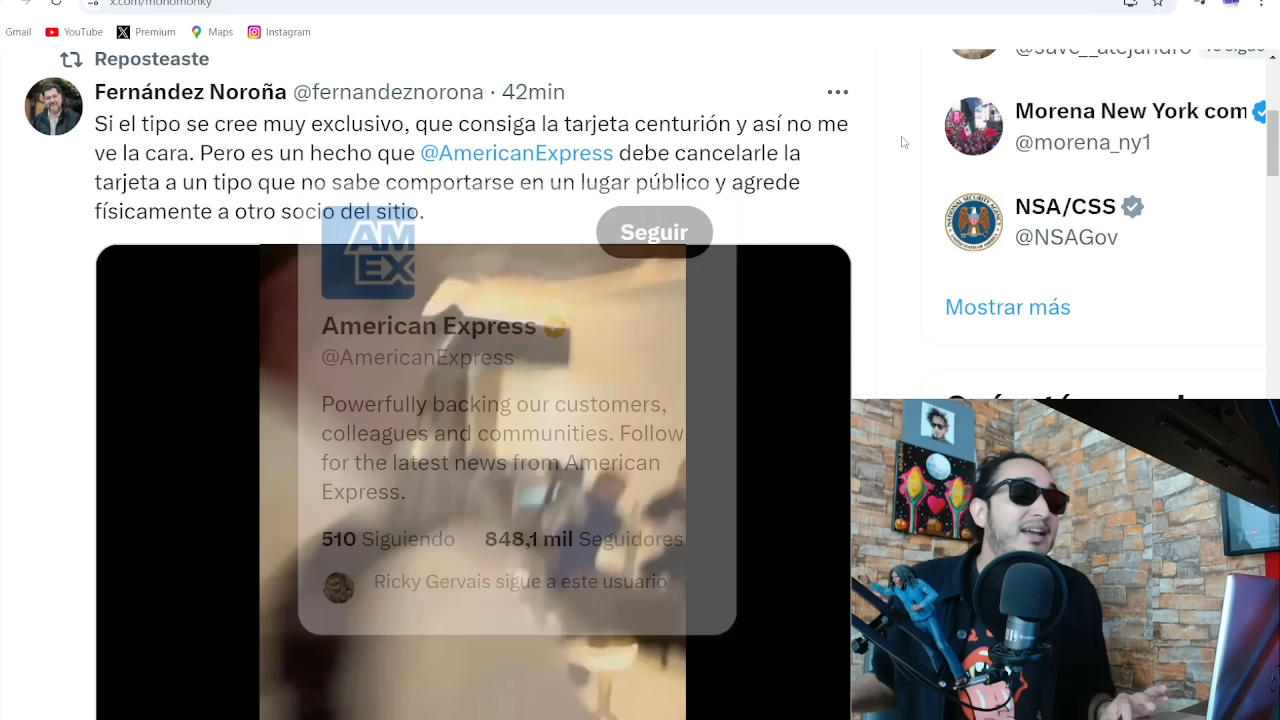 x.com/monomonky
Gmail YouTube Premium Maps Instagram
Reposteaste
Fernández Noroña @fernandeznorona · 42min
Si el tipo se cree muy exclusivo, que consiga la tarjeta centurión y así no me
ve la cara. Pero es un hecho que @AmericanExpress debe cancelarle la
tarjeta a un tipo que no sabe comportarse en un lugar público y agrede
físicamente a otro socio del sitio.
AM
EX
Seguir
American Express
@AmericanExpress
Powerfully backing our customers,
colleagues and communities. Follow
for the latest news from American
Express.
510 Siguiendo 848,1 mil Seguidores
Ricky Gervais sigue a este usuario
@save__alejandro
Morena New York com
@morena_ny1
NSA/CSS
@NSAGov
Mostrar más